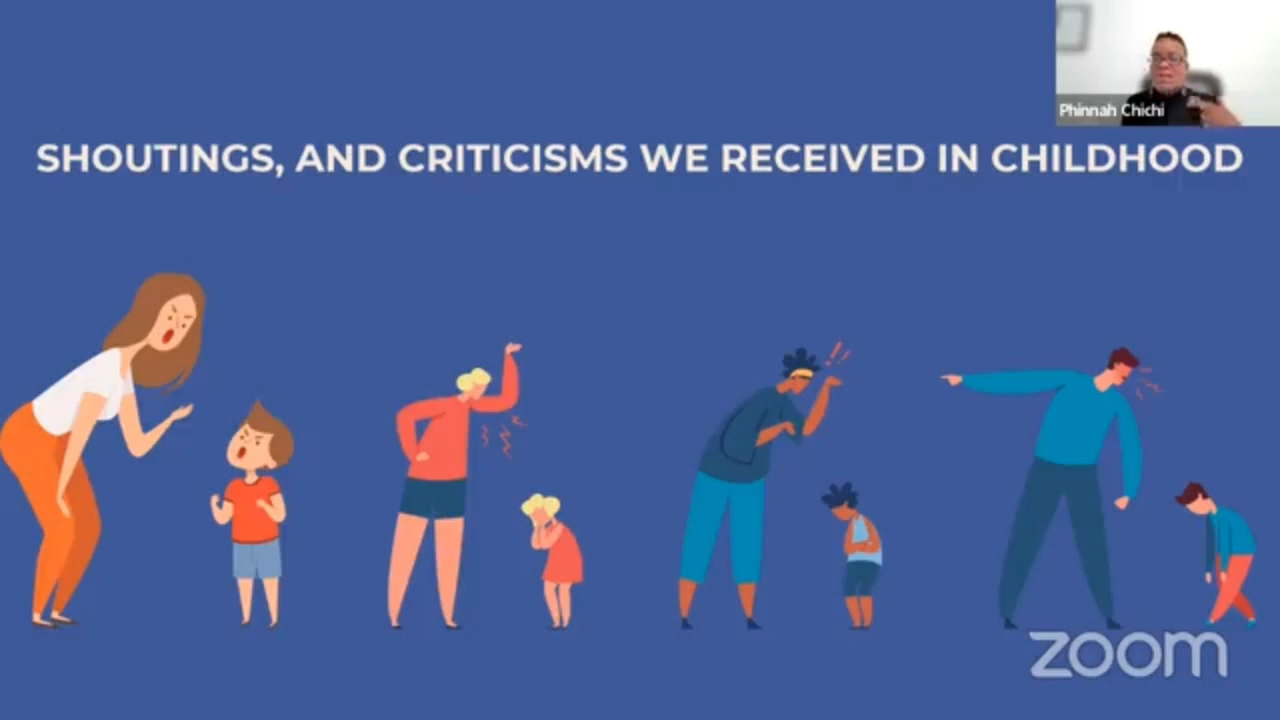 Phinnah Chichi
SHOUTINGS, AND CRITICISMS WE RECEIVED IN CHILDHOOD
zoom